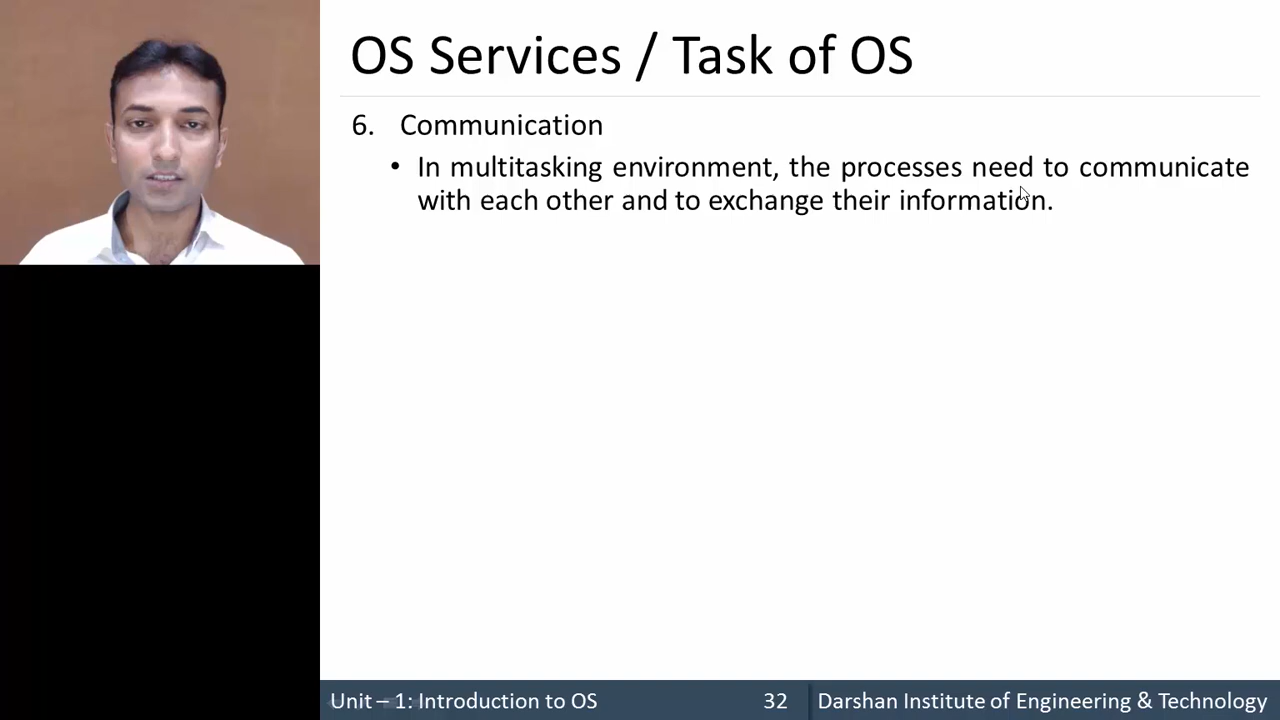 OS Services / Task of OS
6. Communication
• In multitasking environment, the processes need to communicate
with each other and to exchange their information.
Unit – 1: Introduction to OS 32 Darshan Institute of Engineering & Technology